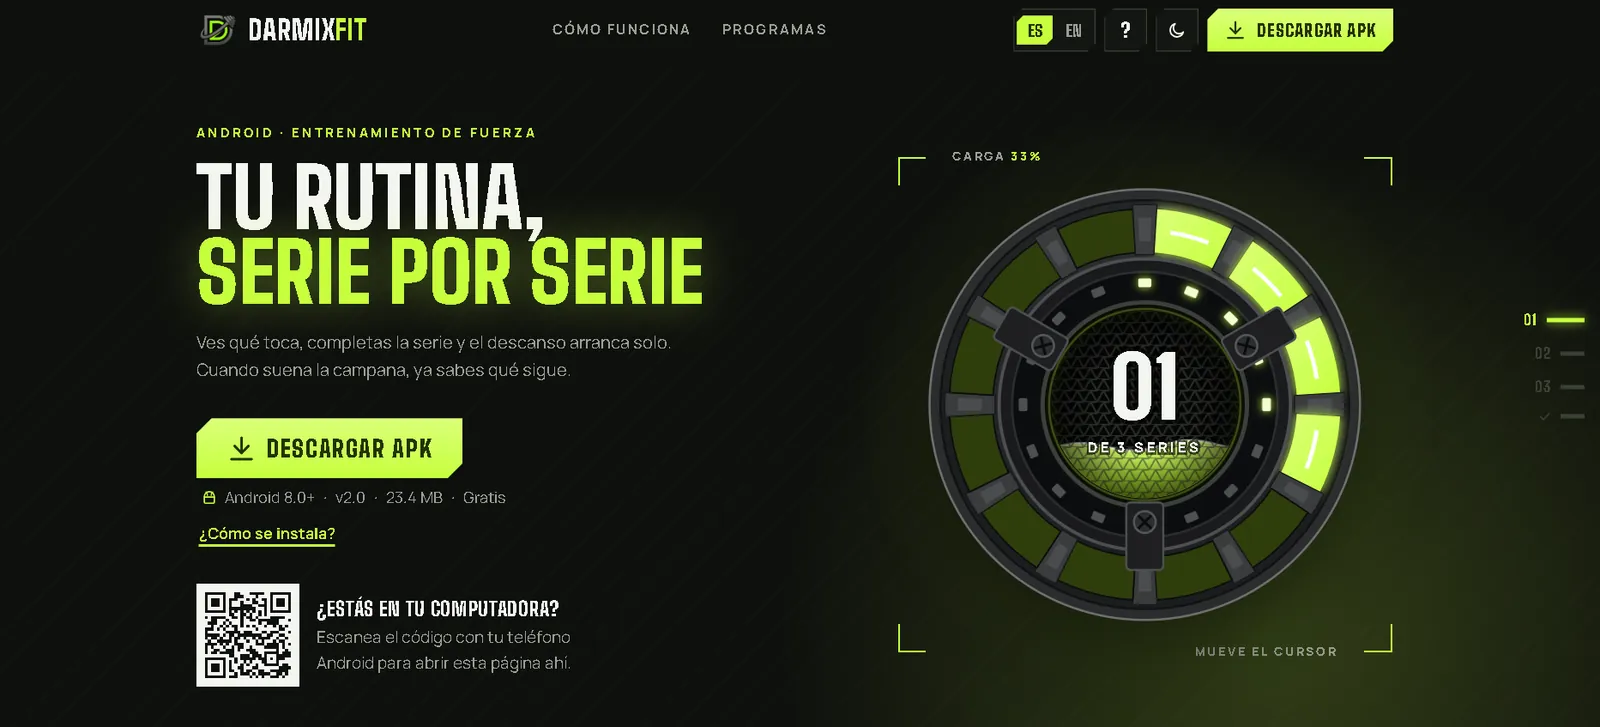 DARMIXFIT
CÓMO FUNCIONA
PROGRAMAS
ES
EN
?
DESCARGAR APK
ANDROID · ENTRENAMIENTO DE FUERZA
TU RUTINA,
SERIE POR SERIE
Ves qué toca, completas la serie y el descanso arranca solo.
Cuando suena la campana, ya sabes qué sigue.
DESCARGAR APK
Android 8.0+ · v2.0 · 23.4 MB · Gratis
¿Cómo se instala?
¿ESTÁS EN TU COMPUTADORA?
Escanea el código con tu teléfono
Android para abrir esta página ahí.
CARGA 33%
01
DE 3 SERIES
MUEVE EL CURSOR
01
02
03